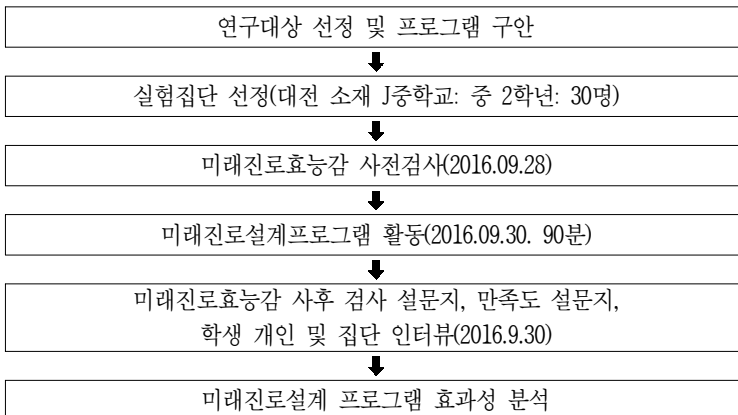 연구대상 선정 및 프로그램 구안
실험집단 선정(대전 소재 J중학교: 중 2학년: 30명)
미래진로효능감 사전검사(2016.09.28)
미래진로설계프로그램 활동(2016.09.30. 90분)
미래진로효능감 사후 검사 설문지, 만족도 설문지,
학생 개인 및 집단 인터뷰(2016.9.30)
미래진로설계 프로그램 효과성 분석